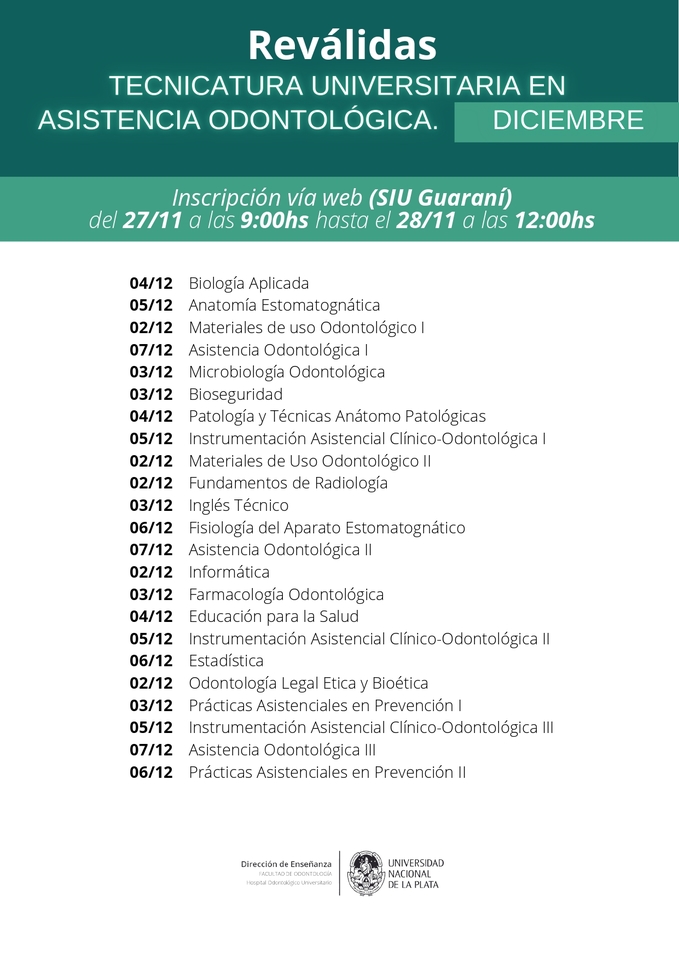 Reválidas
TECNICATURA UNIVERSITARIA EN
ASISTENCIA ODONTOLÓGICA. DICIEMBRE
Inscripción vía web (SIU Guaraní)
del 27/11 a las 9:00hs hasta el 28/11 a las 12:00hs
04/12 Biología Aplicada
05/12 Anatomía Estomatognática
02/12 Materiales de uso Odontológico I
07/12 Asistencia Odontológica I
03/12 Microbiología Odontológica
03/12 Bioseguridad
04/12 Patología y Técnicas Anátomo Patológicas
05/12 Instrumentación Asistencial Clínico-Odontológica I
02/12 Materiales de Uso Odontológico II
02/12 Fundamentos de Radiología
03/12 Inglés Técnico
06/12 Fisiología del Aparato Estomatognático
07/12 Asistencia Odontológica II
02/12 Informática
03/12 Farmacología Odontológica
04/12 Educación para la Salud
05/12 Instrumentación Asistencial Clínico-Odontológica II
06/12 Estadística
02/12 Odontología Legal Etica y Bioética
03/12 Prácticas Asistenciales en Prevención I
05/12 Instrumentación Asistencial Clínico-Odontológica III
07/12 Asistencia Odontológica III
06/12 Prácticas Asistenciales en Prevención II
Dirección de Enseñanza
FACULTAD DE ODONTOLOGÍA
Hospital Odontológico Universitario
UNIVERSIDAD
NACIONAL
DE LA PLATA